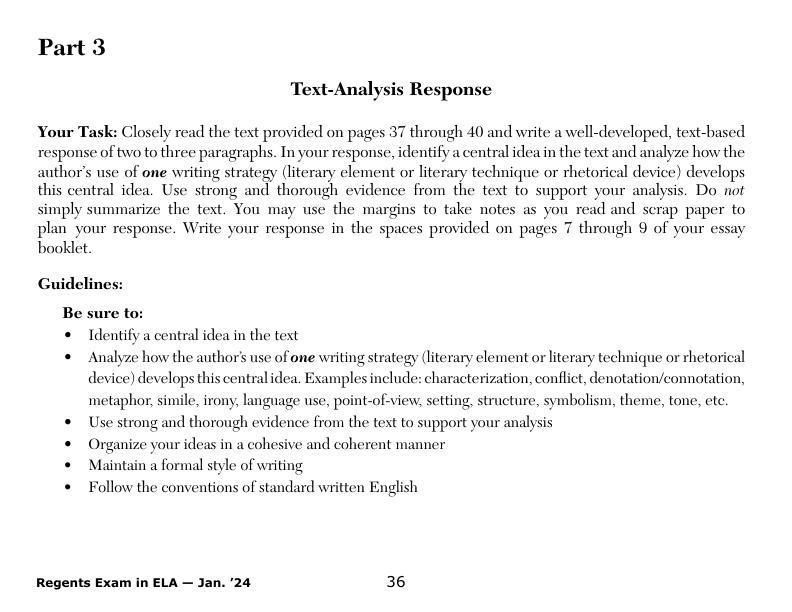 Part 3
Text-Analysis Response
Your Task: Closely read the text provided on pages 37 through 40 and write a well-developed, text-based
response of two to three paragraphs. In your response, identify a central idea in the text and analyze how the
author's use of one writing strategy (literary element or literary technique or rhetorical device) develops
this central idea. Use strong and thorough evidence from the text to support your analysis. Do not
simply summarize the text. You may use the margins to take notes as you read and scrap paper to
plan your response. Write your response in the spaces provided on pages 7 through 9 of your essay
booklet.
Guidelines:
Be sure to:
• Identify a central idea in the text
• Analyze how the author's use of one writing strategy (literary element or literary technique or rhetorical
device) develops this central idea. Examples include: characterization, conflict, denotation/connotation,
metaphor, simile, irony, language use, point-of-view, setting, structure, symbolism, theme, tone, etc.
• Use strong and thorough evidence from the text to support your analysis
• Organize your ideas in a cohesive and coherent manner
• Maintain a formal style of writing
• Follow the conventions of standard written English
Regents Exam in ELA — Jan. ’24 36